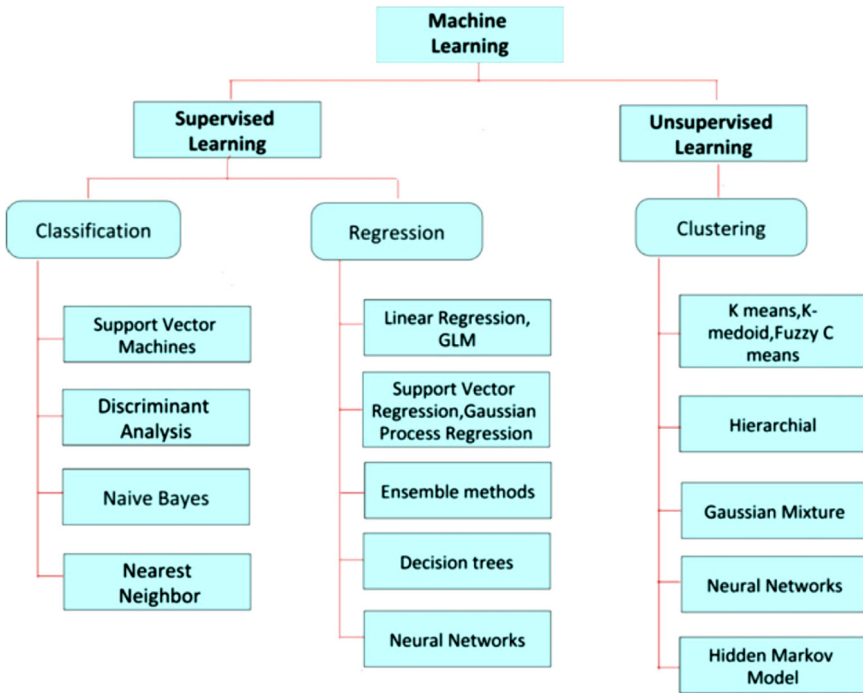 Machine
Learning
Supervised
Learning
Unsupervised
Learning
Classification
Regression
Clustering
Support Vector
Machines
Discriminant
Analysis
Naive Bayes
Nearest
Neighbor
Linear Regression,
GLM
Support Vector
Regression,Gaussian
Process Regression
Ensemble methods
Decision trees
Neural Networks
K means,K-
medoid,Fuzzy C
means
Hierarchial
Gaussian Mixture
Neural Networks
Hidden Markov
Model